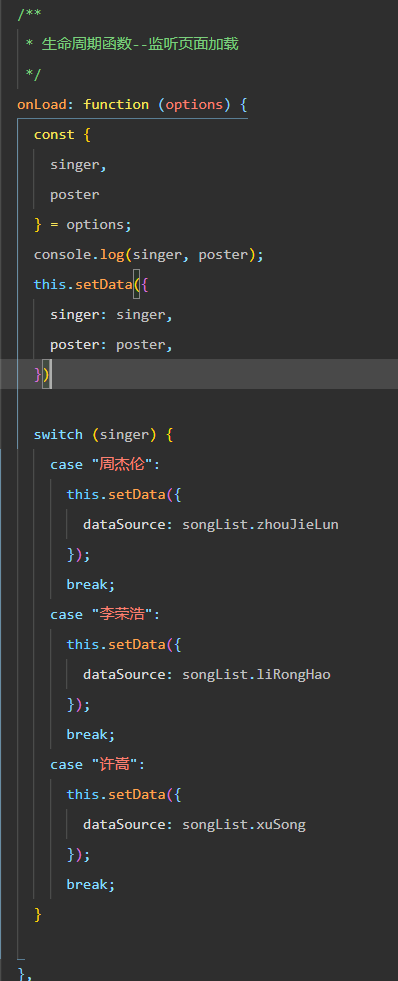 /**
 * 生命周期函数--监听页面加载
 */
onLoad: function (options) {
  const {
    singer,
    poster
  } = options;
  console.log(singer, poster);
  this.setData({
    singer: singer,
    poster: poster,
  })

  switch (singer) {
    case "周杰伦":
      this.setData({
        dataSource: songList.zhouJieLun
      });
      break;
    case "李荣浩":
      this.setData({
        dataSource: songList.liRongHao
      });
      break;
    case "许嵩":
      this.setData({
        dataSource: songList.xuSong
      });
      break;
  }

},